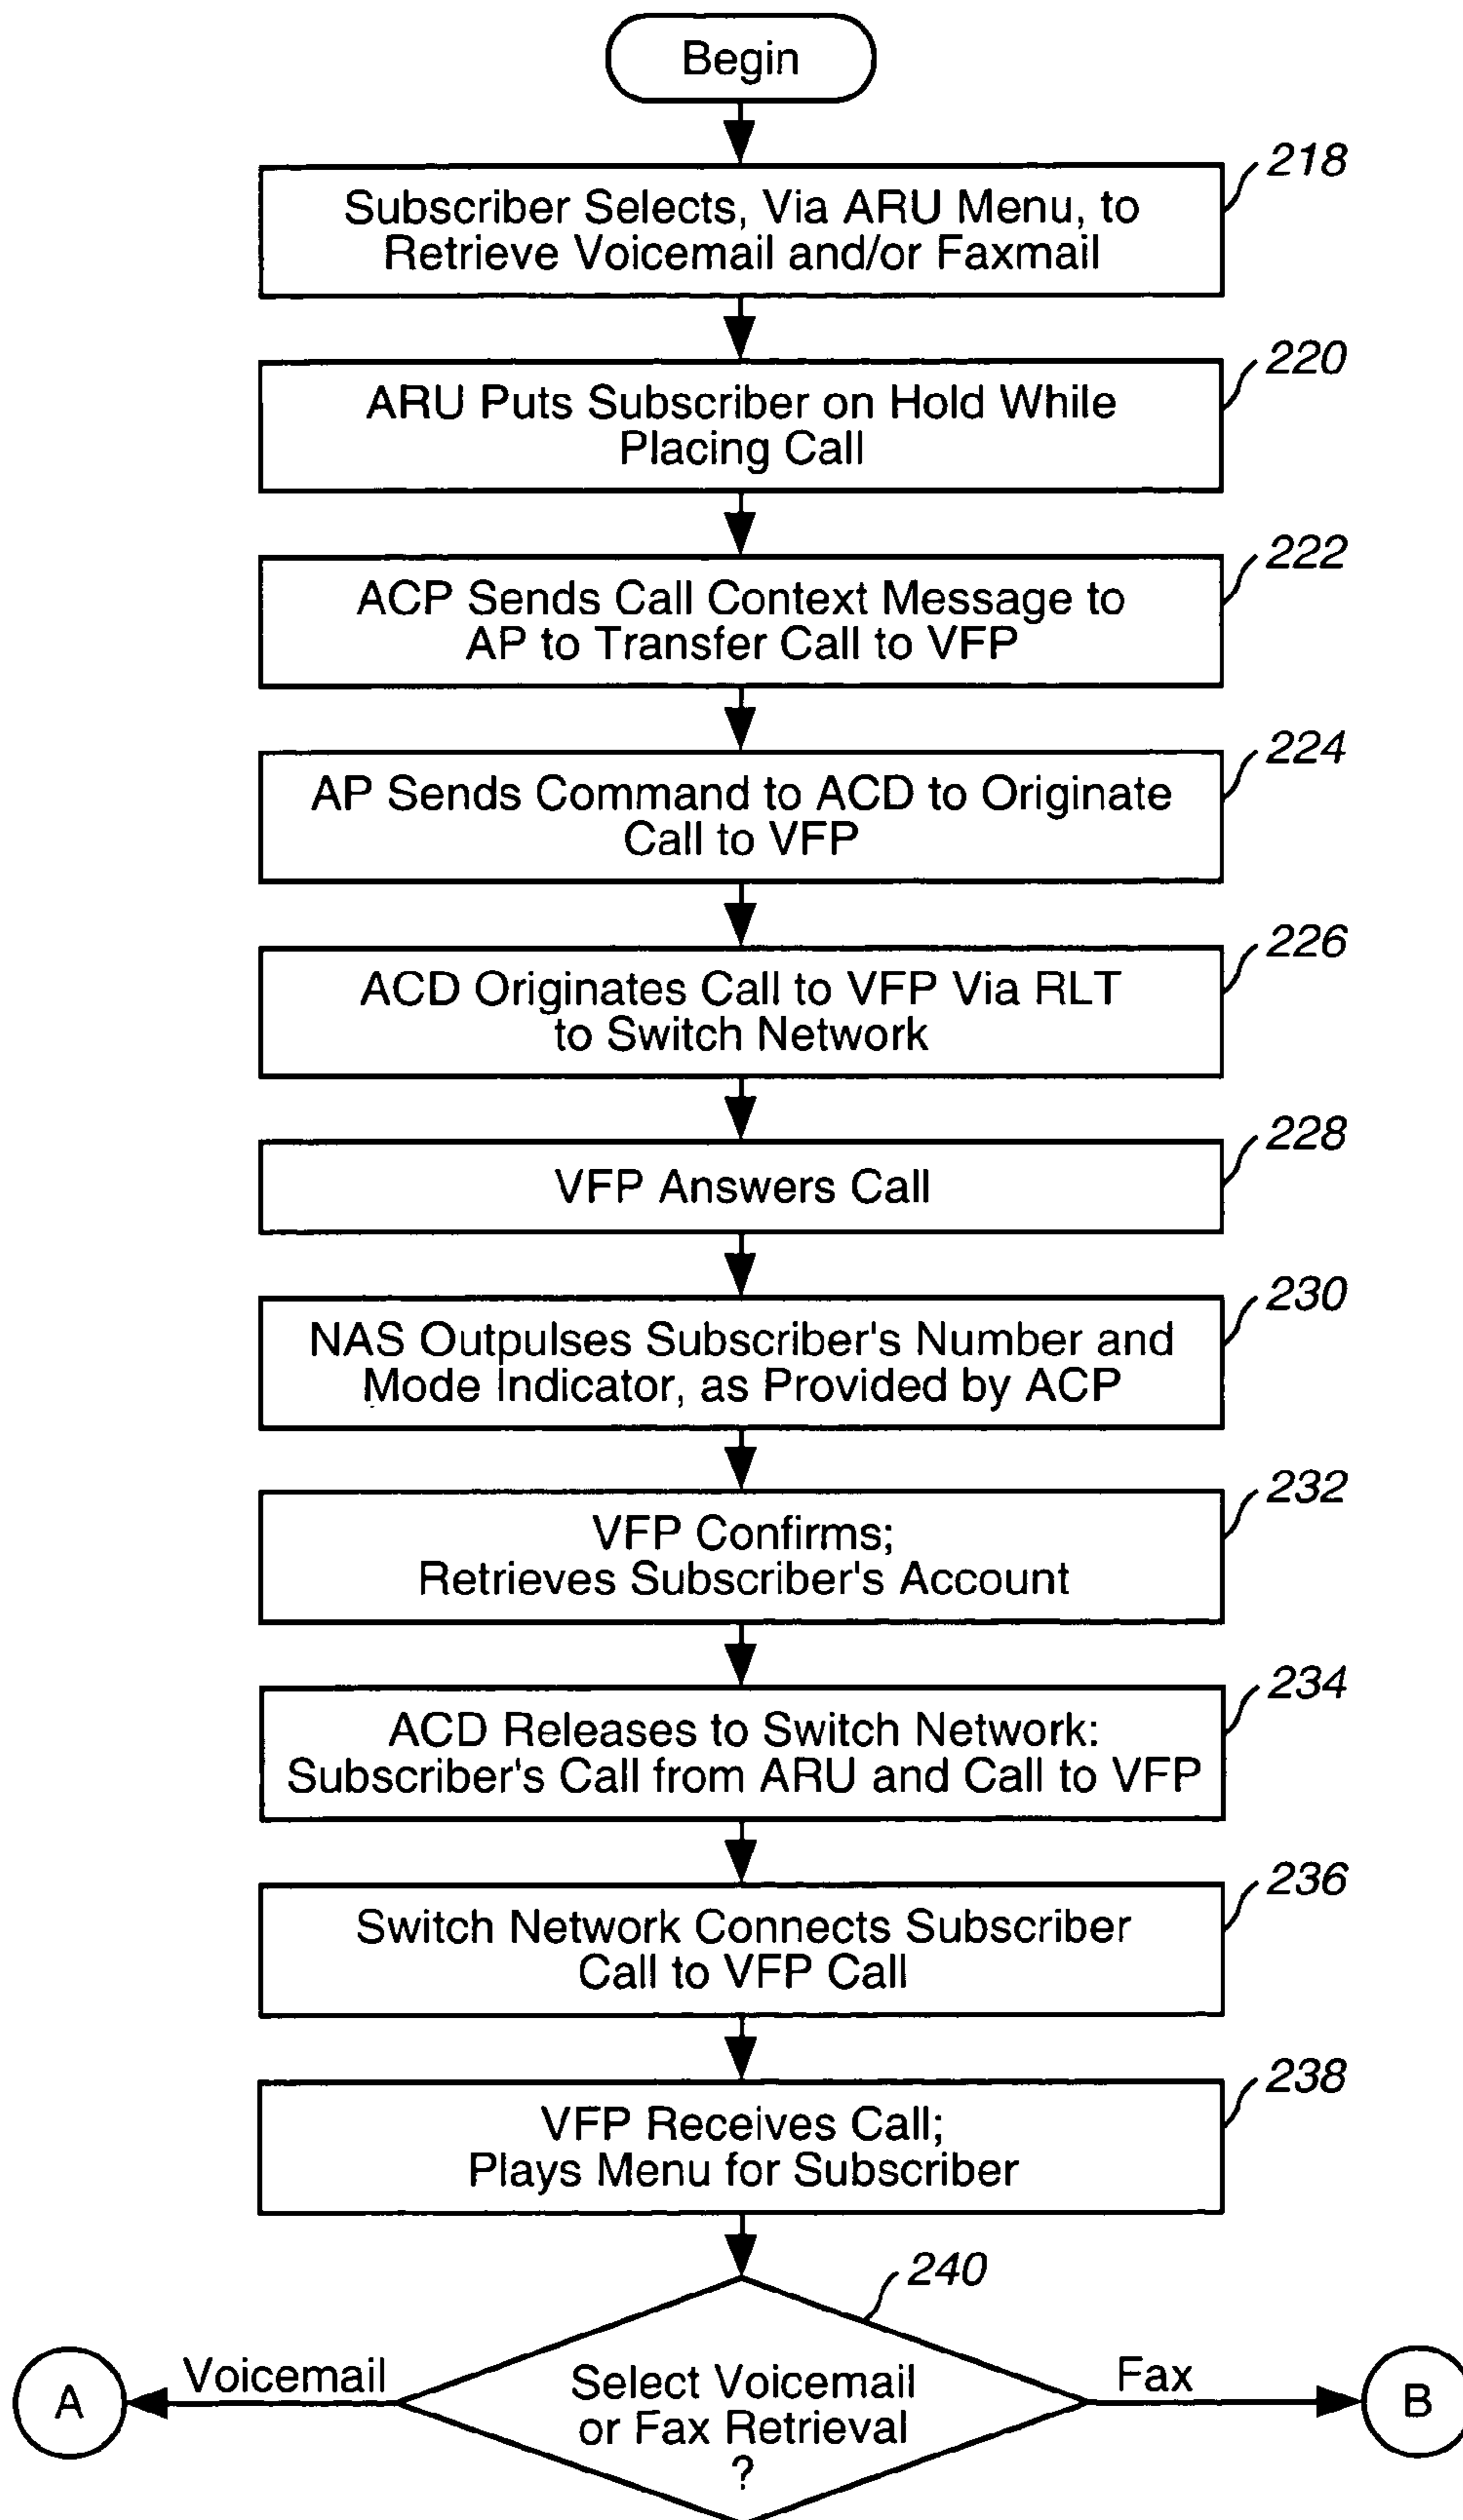 Begin
218
Subscriber Selects, Via ARU Menu, to
Retrieve Voicemail and/or Faxmail
220
ARU Puts Subscriber on Hold While
Placing Call
222
ACP Sends Call Context Message to
AP to Transfer Call to VFP
224
AP Sends Command to ACD to Originate
Call to VFP
226
ACD Originates Call to VFP Via RLT
to Switch Network
228
VFP Answers Call
230
NAS Outpulses Subscriber's Number and
Mode Indicator, as Provided by ACP
232
VFP Confirms;
Retrieves Subscriber's Account
234
ACD Releases to Switch Network:
Subscriber's Call from ARU and Call to VFP
236
Switch Network Connects Subscriber
Call to VFP Call
238
VFP Receives Call;
Plays Menu for Subscriber
240
A
Voicemail
Select Voicemail
or Fax Retrieval
?
Fax
B